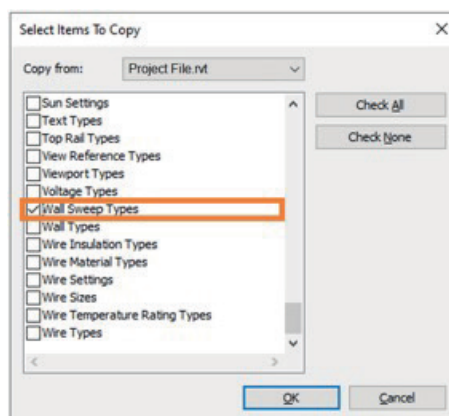 Select Items To Copy
Copy from: Project File.rvt
Sun Settings
Text Types
Top Rail Types
View Reference Types
Viewport Types
Voltage Types
Wall Sweep Types
Wall Types
Wire Insulation Types
Wire Material Types
Wire Settings
Wire Sizes
Wire Temperature Rating Types
Wire Types
Check All
Check None
OK
Cancel